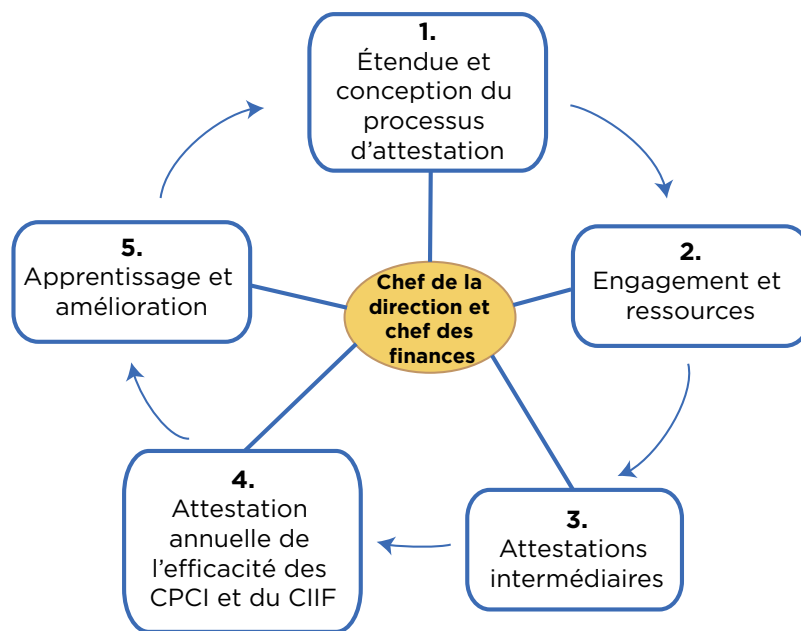 1.
Étendue et
conception du
processus
d'attestation
2.
Engagement et
ressources
3.
Attestations
intermédiaires
4.
Attestation
annuelle de
l'efficacité des
CPCI et du CIIF
5.
Apprentissage et
amélioration
Chef de la
direction et
chef des
finances